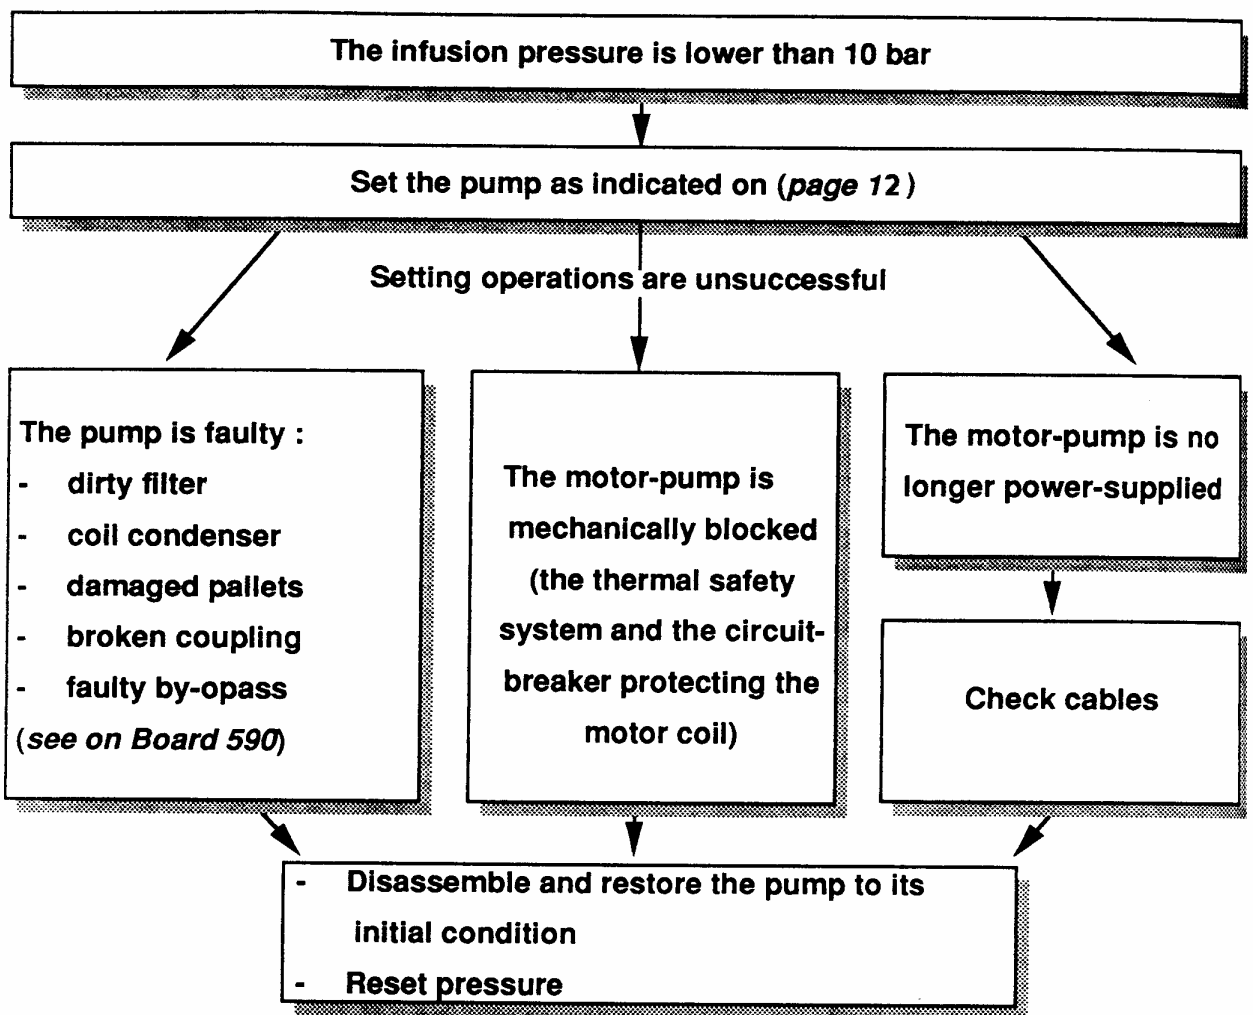 The infusion pressure is lower than 10 bar
Set the pump as indicated on (page 12)
Setting operations are unsuccessful
The pump is faulty :
- dirty filter
- coil condenser
- damaged pallets
- broken coupling
- faulty by-opass
(see on Board 590)
The motor-pump is
mechanically blocked
(the thermal safety
system and the circuit-
breaker protecting the
motor coil)
The motor-pump is no
longer power-supplied
Check cables
- Disassemble and restore the pump to its
initial condition
- Reset pressure